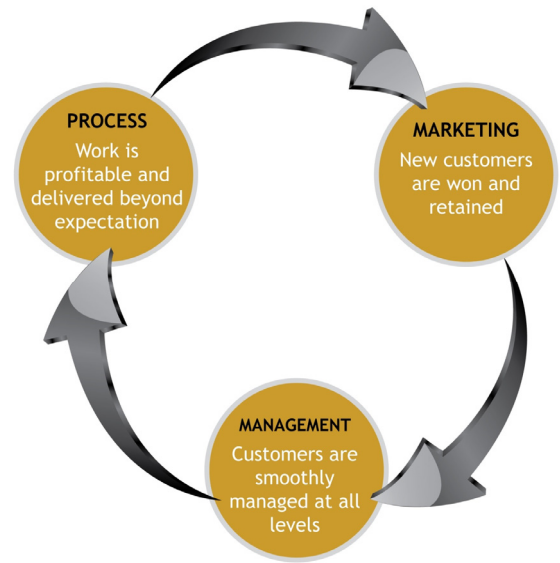 PROCESS
Work is
profitable and
delivered beyond
expectation
MARKETING
New customers
are won and
retained
MANAGEMENT
Customers are
smoothly
managed at all
levels